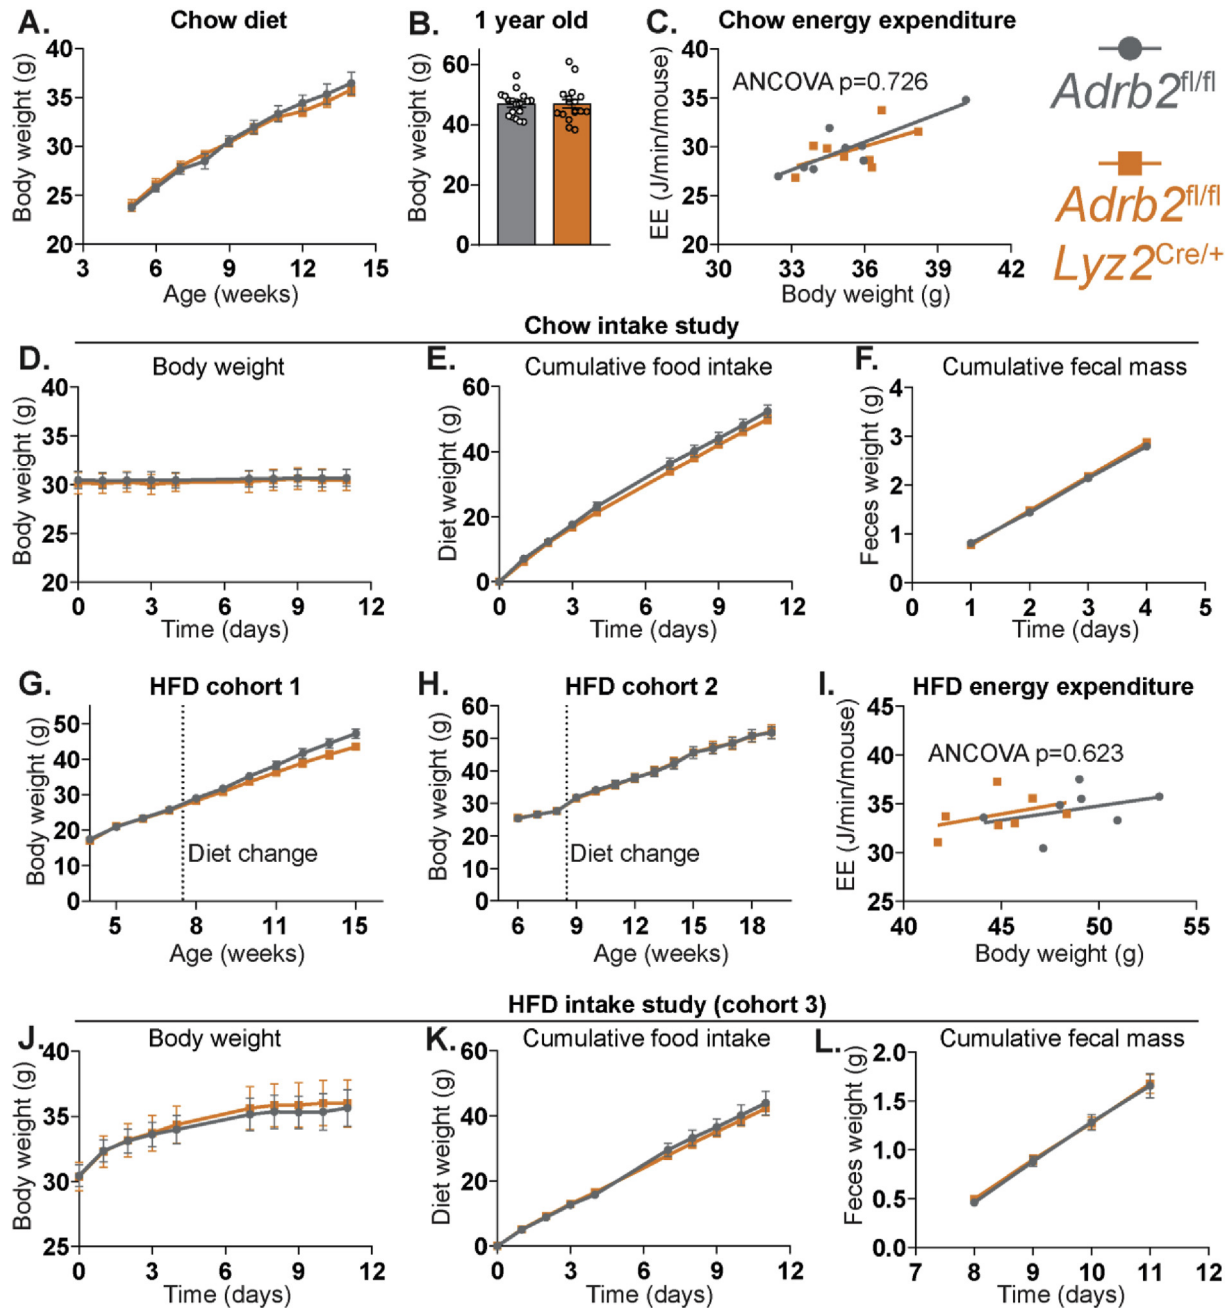 A. Chow diet
Body weight (g)
40
35
30
25
20
3 6 9 12 15
Age (weeks)
B. 1 year old
Body weight (g)
60
40
20
0
C. Chow energy expenditure
EE (J/min/mouse)
40
35
30
25
20
ANCOVA p=0.726
30 33 36 39 42
Body weight (g)
Adrb2fl/fl
Adrb2fl/fl
Lyz2Cre/+
Chow intake study
D. Body weight
Body weight (g)
40
35
30
25
20
0 3 6 9 12
Time (days)
E. Cumulative food intake
Diet weight (g)
60
40
20
0
0 3 6 9 12
Time (days)
F. Cumulative fecal mass
Feces weight (g)
4
3
2
1
0
0 1 2 3 4 5
Time (days)
G. HFD cohort 1
Body weight (g)
50
40
30
20
10
0
Diet change
5 8 11 15
Age (weeks)
H. HFD cohort 2
Body weight (g)
60
50
40
30
20
10
0
Diet change
6 9 12 15 18
Age (weeks)
I. HFD energy expenditure
EE (J/min/mouse)
45
40
35
30
25
ANCOVA p=0.623
40 45 50 55
Body weight (g)
HFD intake study (cohort 3)
J. Body weight
Body weight (g)
40
35
30
25
0 3 6 9 12
Time (days)
K. Cumulative food intake
Diet weight (g)
60
40
20
0
0 3 6 9 12
Time (days)
L. Cumulative fecal mass
Feces weight (g)
2.0
1.5
1.0
0.5
0.0
7 8 9 10 11 12
Time (days)